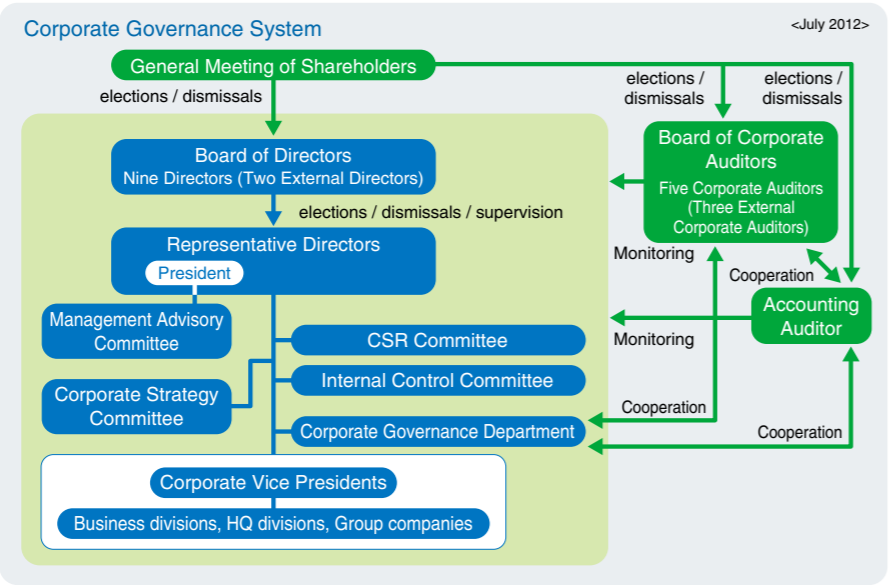 Corporate Governance System
<July 2012>
General Meeting of Shareholders
elections / dismissals
elections /
dismissals
elections /
dismissals
Board of Directors
Nine Directors (Two External Directors)
Board of Corporate
Auditors
Five Corporate Auditors
(Three External
Corporate Auditors)
elections / dismissals / supervision
Representative Directors
President
Monitoring
Cooperation
Management Advisory
Committee
Accounting
Auditor
CSR Committee
Monitoring
Internal Control Committee
Corporate Strategy
Committee
Cooperation
Corporate Governance Department
Cooperation
Corporate Vice Presidents
Business divisions, HQ divisions, Group companies